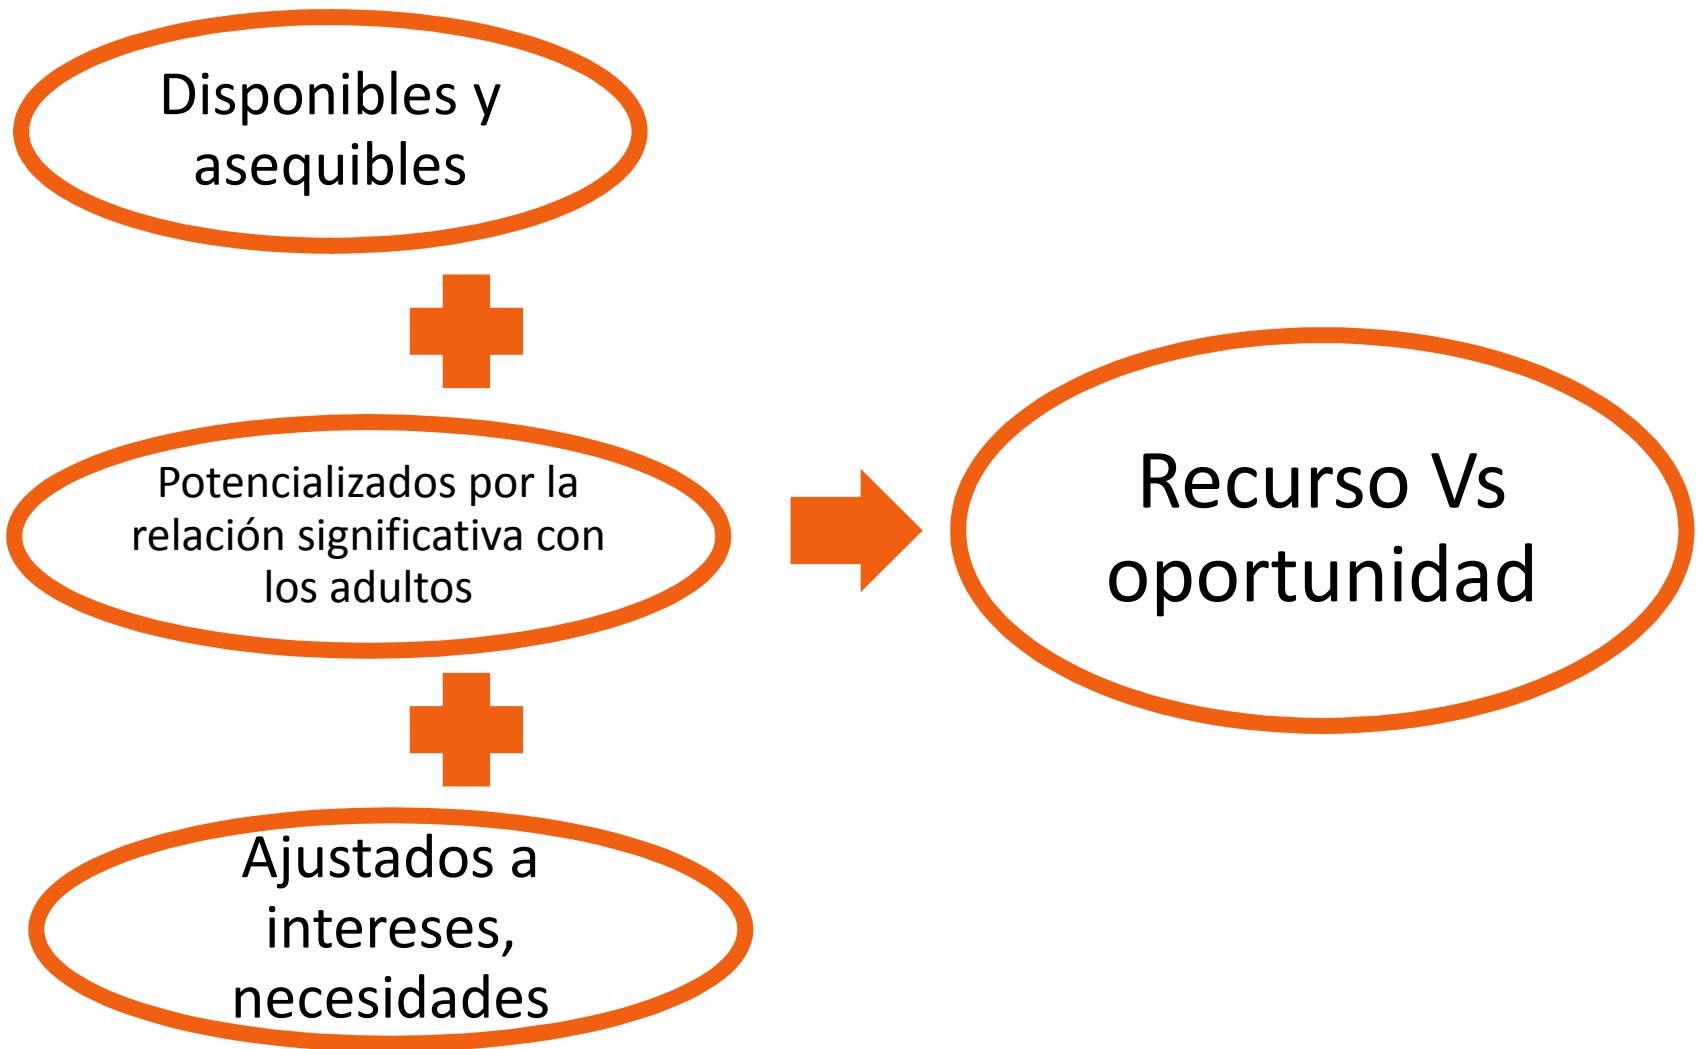 Disponibles y
asequibles
Potencializados por la
relación significativa con
los adultos
Ajustados a
intereses,
necesidades
Recurso Vs
oportunidad